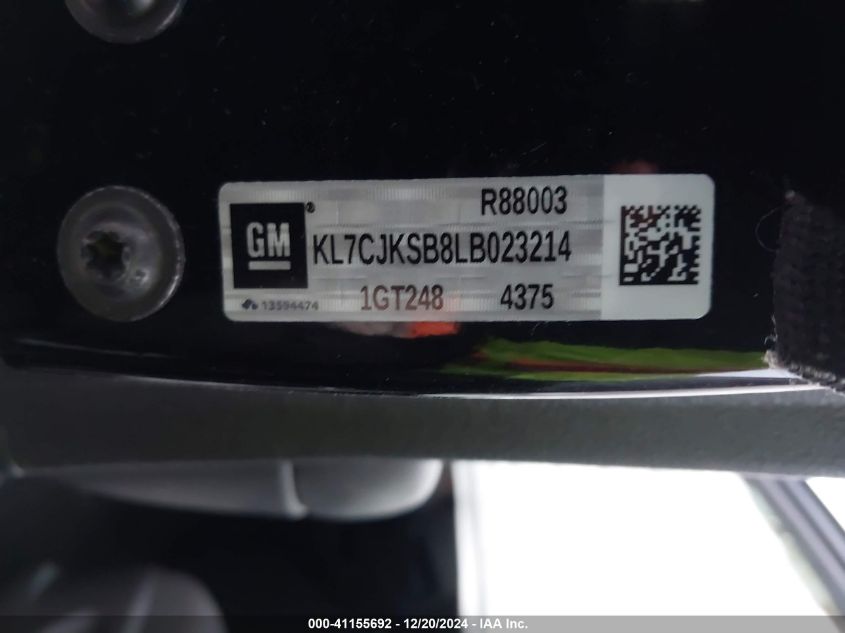 R88003
GM ®
KL7CJKSB8LB023214
13594474 1GT248 4375
000-41155692 - 12/20/2024 - IAA Inc.